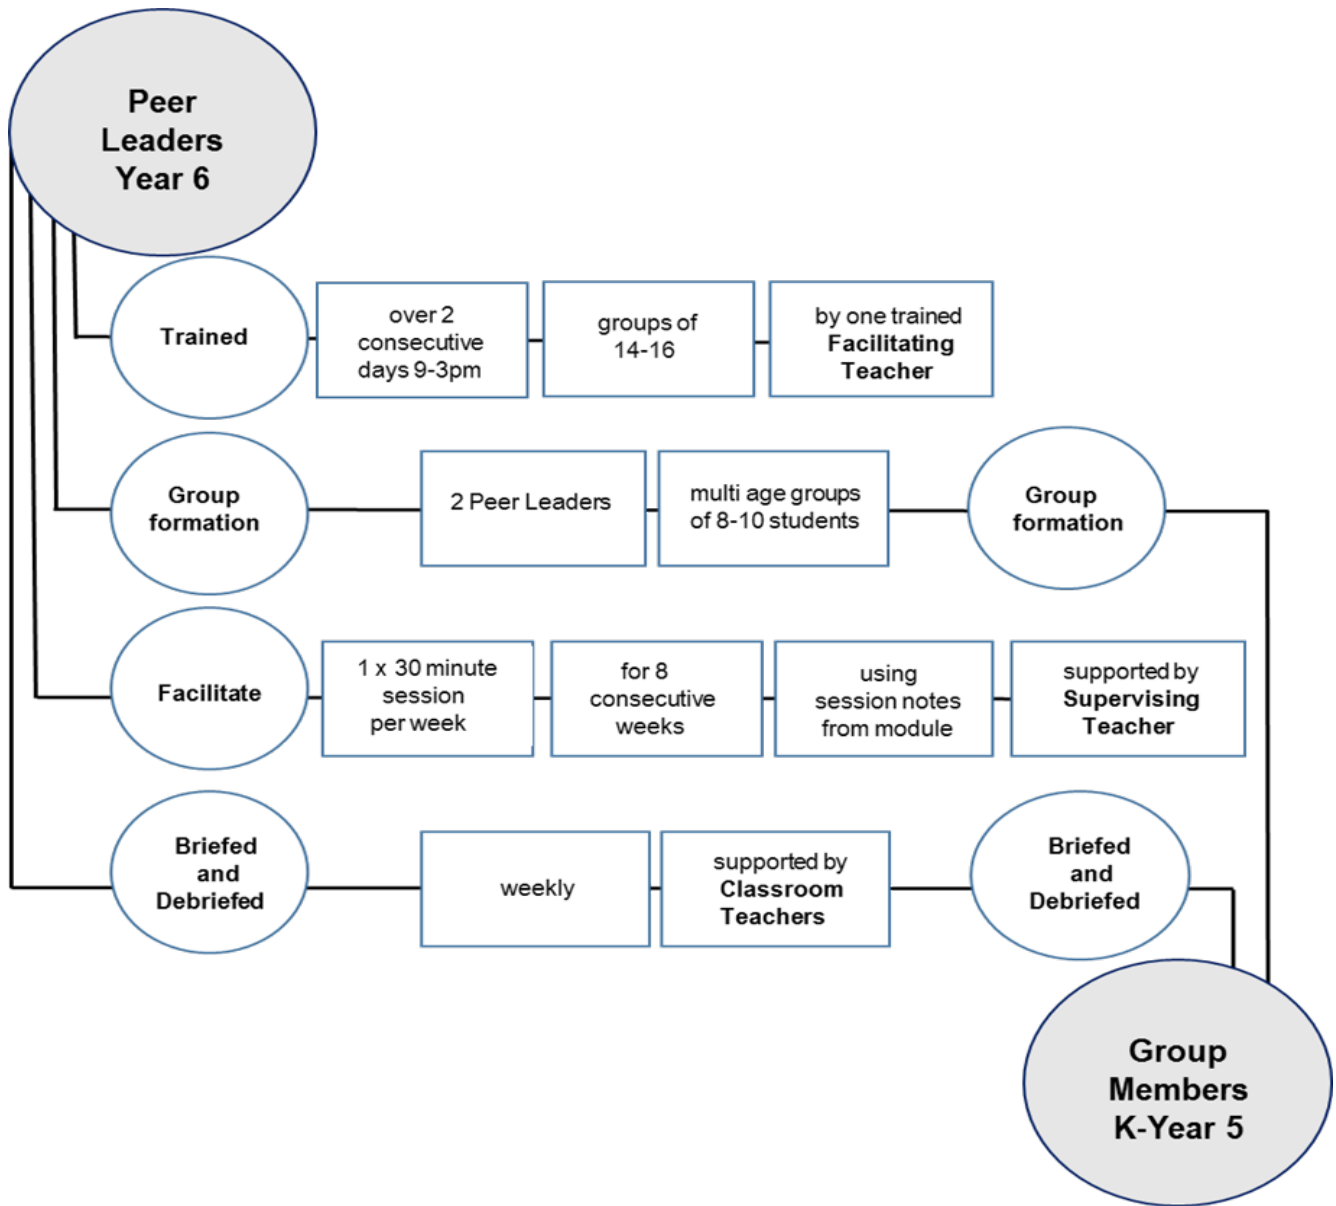 Peer
Leaders
Year 6
Trained
over 2
consecutive
days 9-3pm
groups of
14-16
by one trained
Facilitating
Teacher
Group
formation
2 Peer Leaders
multi age groups
of 8-10 students
Group
formation
Facilitate
1 x 30 minute
session
per week
for 8
consecutive
weeks
using
session notes
from module
supported by
Supervising
Teacher
Briefed
and
Debriefed
weekly
supported by
Classroom
Teachers
Briefed
and
Debriefed
Group
Members
K-Year 5